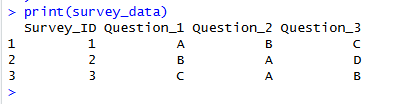 > print(survey_data)
  Survey_ID Question_1 Question_2 Question_3
1         1          A          B          C
2         2          B          A          D
3         3          C          A          B
>